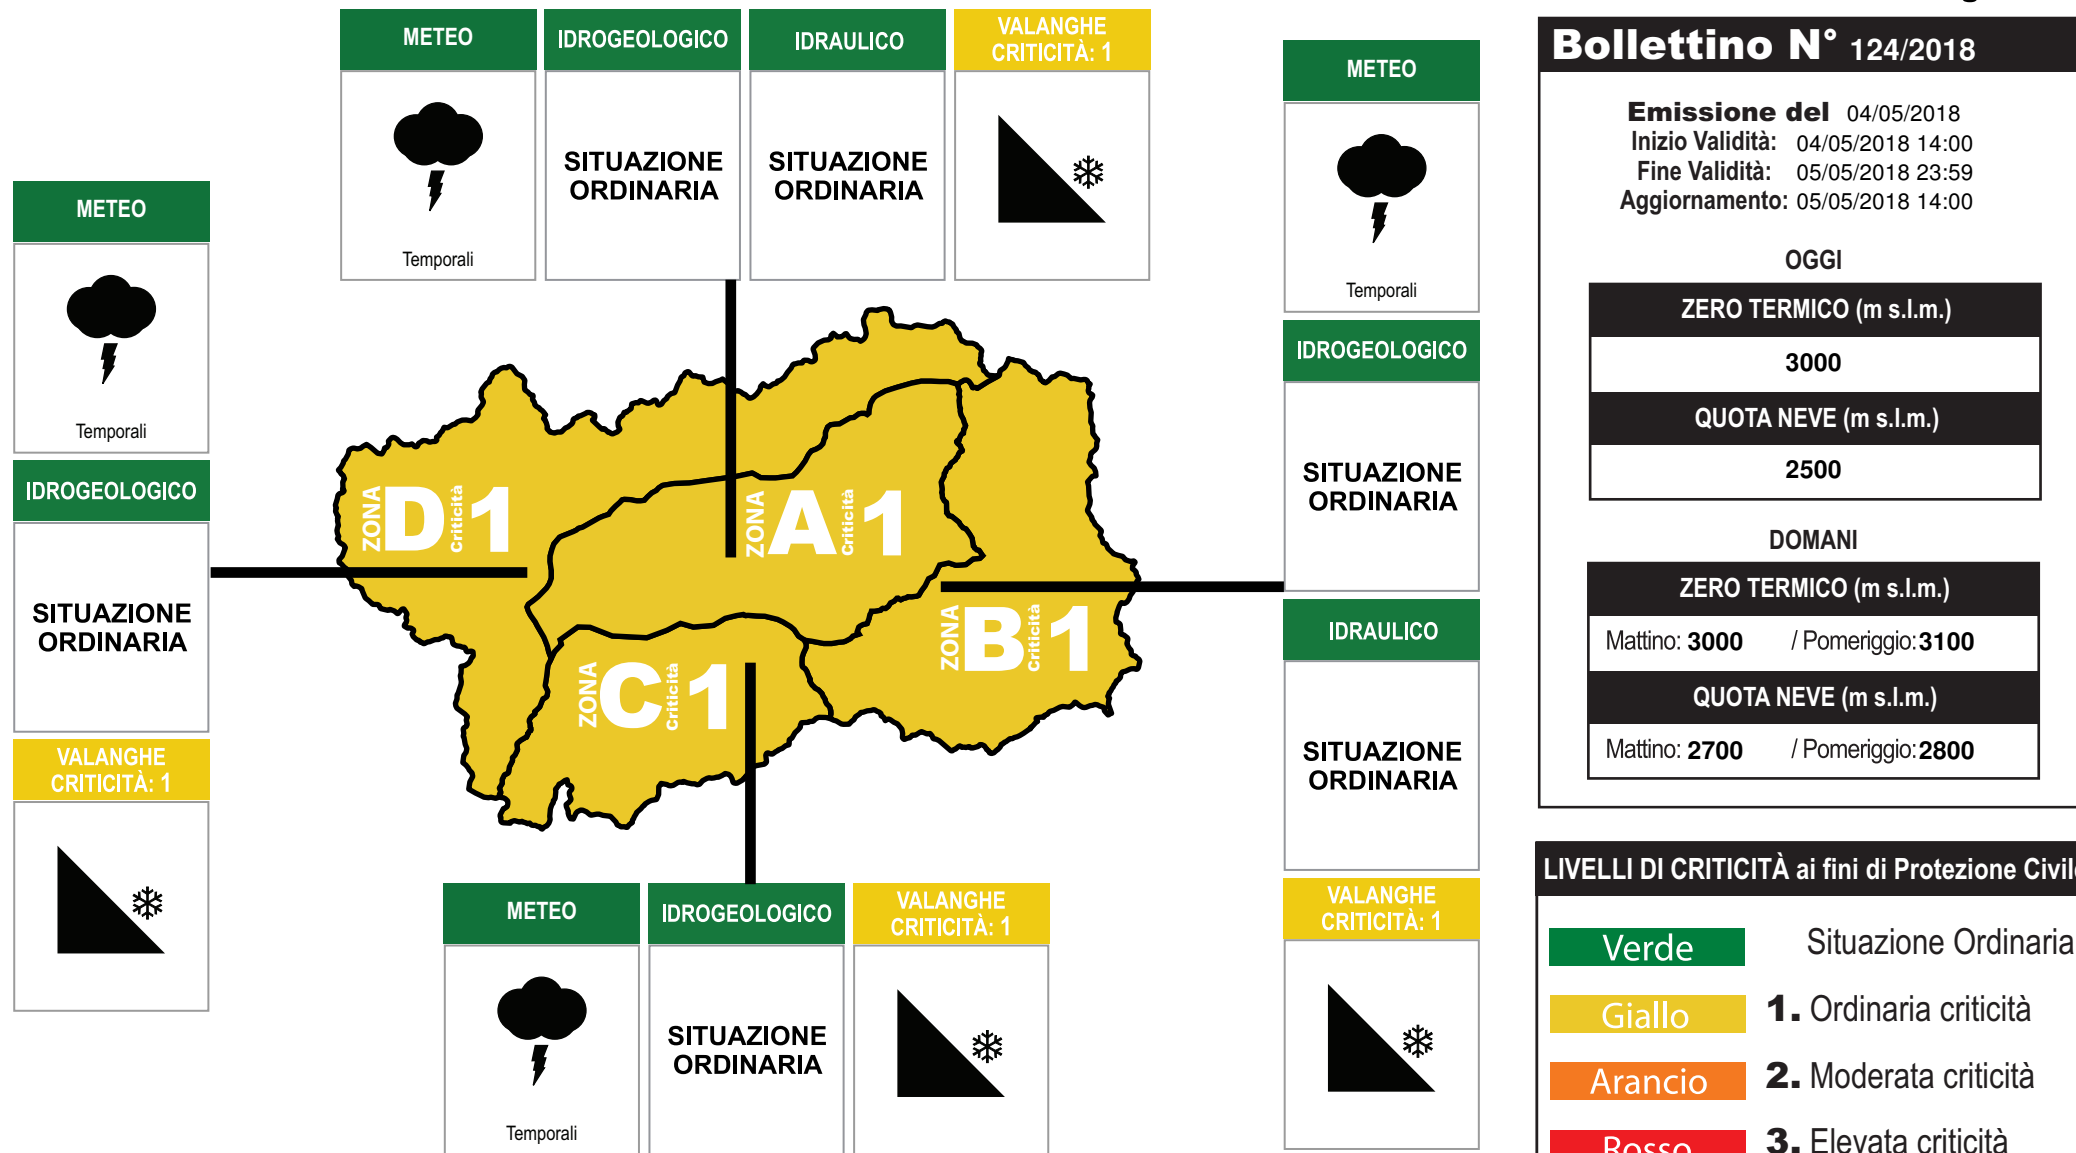 METEO
Temporali
IDROGEOLOGICO
SITUAZIONE
ORDINARIA
IDRAULICO
SITUAZIONE
ORDINARIA
VALANGHE
CRITICITÀ: 1
METEO
Temporali
IDROGEOLOGICO
SITUAZIONE
ORDINARIA
VALANGHE
CRITICITÀ: 1
ZONA D Criticità 1
ZONA A Criticità 1
ZONA B Criticità 1
ZONA C Criticità 1
METEO
Temporali
IDROGEOLOGICO
SITUAZIONE
ORDINARIA
VALANGHE
CRITICITÀ: 1
METEO
Temporali
IDROGEOLOGICO
SITUAZIONE
ORDINARIA
IDRAULICO
SITUAZIONE
ORDINARIA
VALANGHE
CRITICITÀ: 1
Bollettino N° 124/2018
Emissione del 04/05/2018
Inizio Validità: 04/05/2018 14:00
Fine Validità: 05/05/2018 23:59
Aggiornamento: 05/05/2018 14:00
OGGI
ZERO TERMICO (m s.l.m.)
3000
QUOTA NEVE (m s.l.m.)
2500
DOMANI
ZERO TERMICO (m s.l.m.)
Mattino: 3000 / Pomeriggio: 3100
QUOTA NEVE (m s.l.m.)
Mattino: 2700 / Pomeriggio: 2800
LIVELLI DI CRITICITÀ ai fini di Protezione Civile
Verde Situazione Ordinaria
Giallo 1. Ordinaria criticità
Arancio 2. Moderata criticità
Rosso 3. Elevata criticità